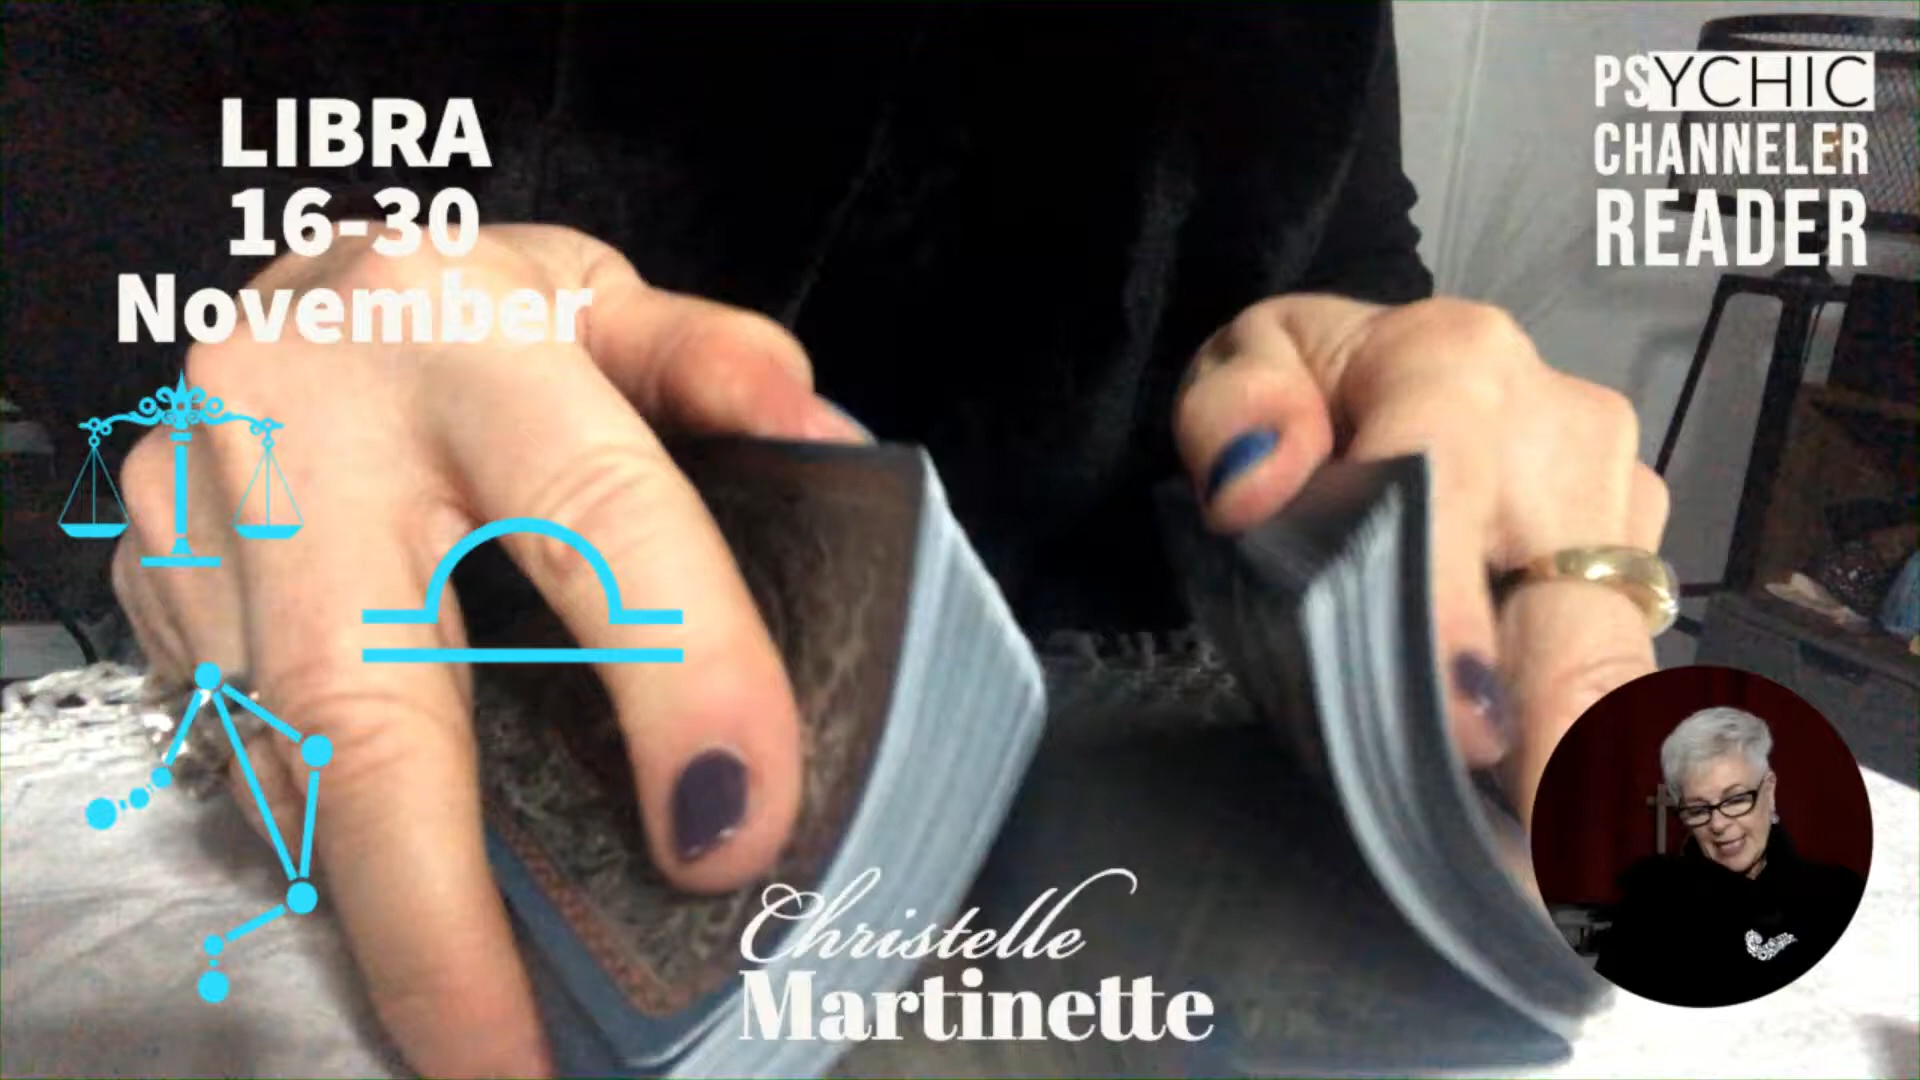 LIBRA
16-30
November
PSYCHIC
CHANNELER
READER
Christelle
Martinette